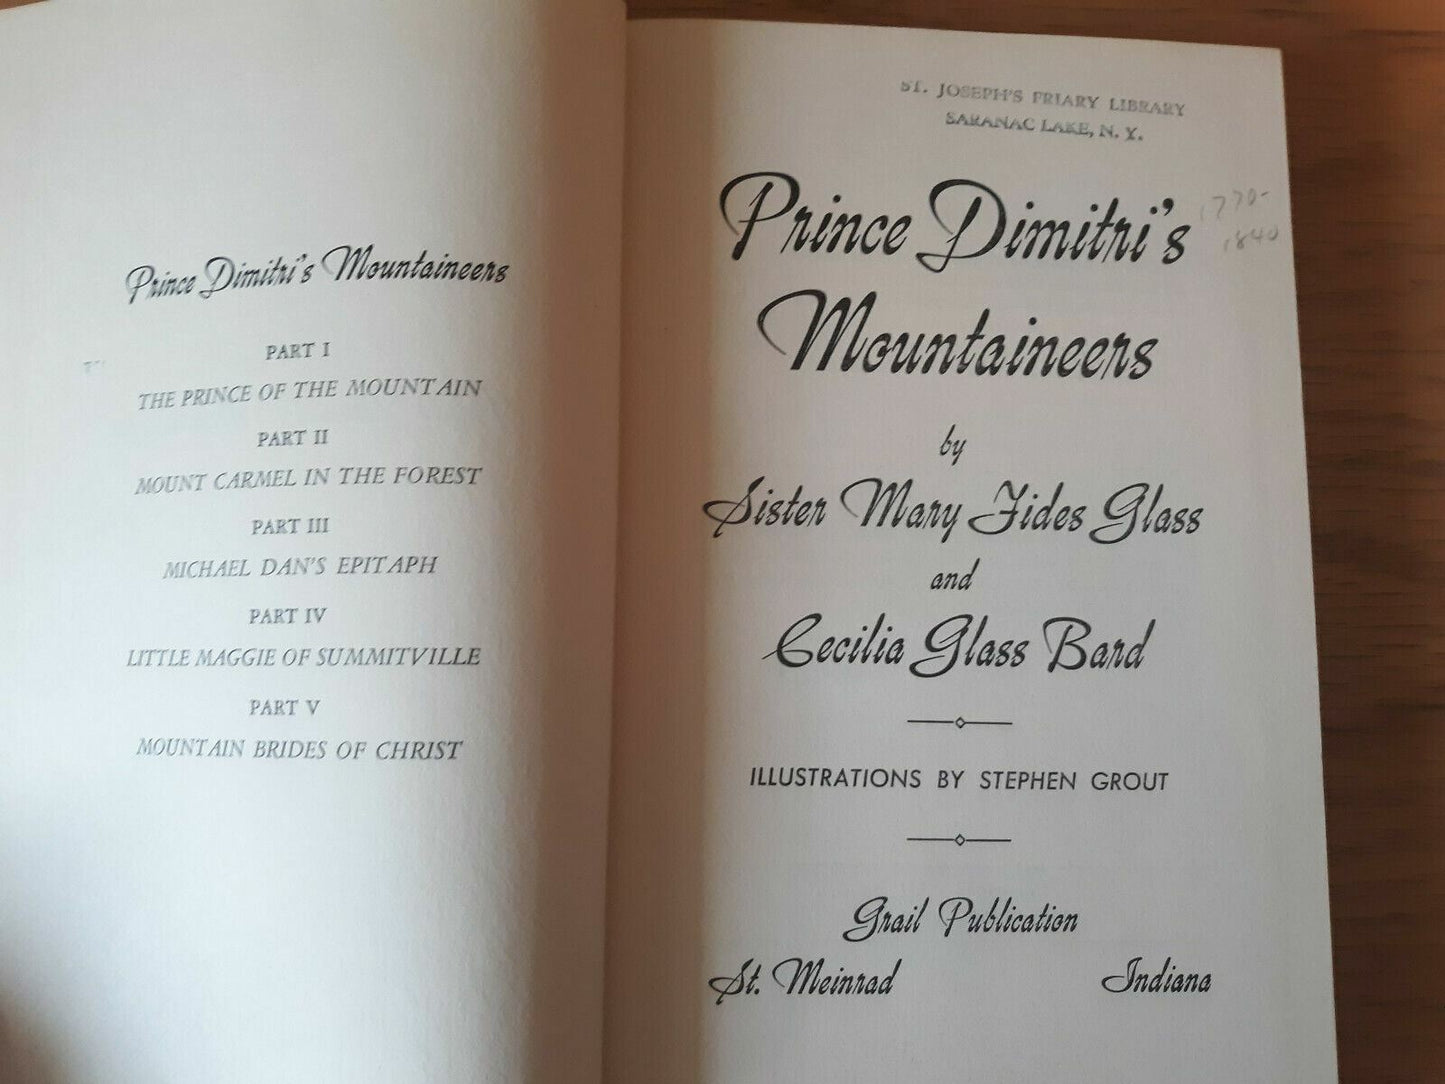 Prince Dimitri's Mountaineers
PART I
THE PRINCE OF THE MOUNTAIN
PART II
MOUNT CARMEL IN THE FOREST
PART III
MICHAEL DAN'S EPITAPH
PART IV
LITTLE MAGGIE OF SUMMITVILLE
PART V
MOUNTAIN BRIDES OF CHRIST
ST. JOSEPH'S FRIARY LIBRARY
SARANAC LAKE, N. Y.
Prince Dimitri's
1770-
1840
Mountaineers
by
Sister Mary Fides Glass
and
Cecilia Glass Bard
ILLUSTRATIONS BY STEPHEN GROUT
Grail Publication
St. Meinrad Indiana